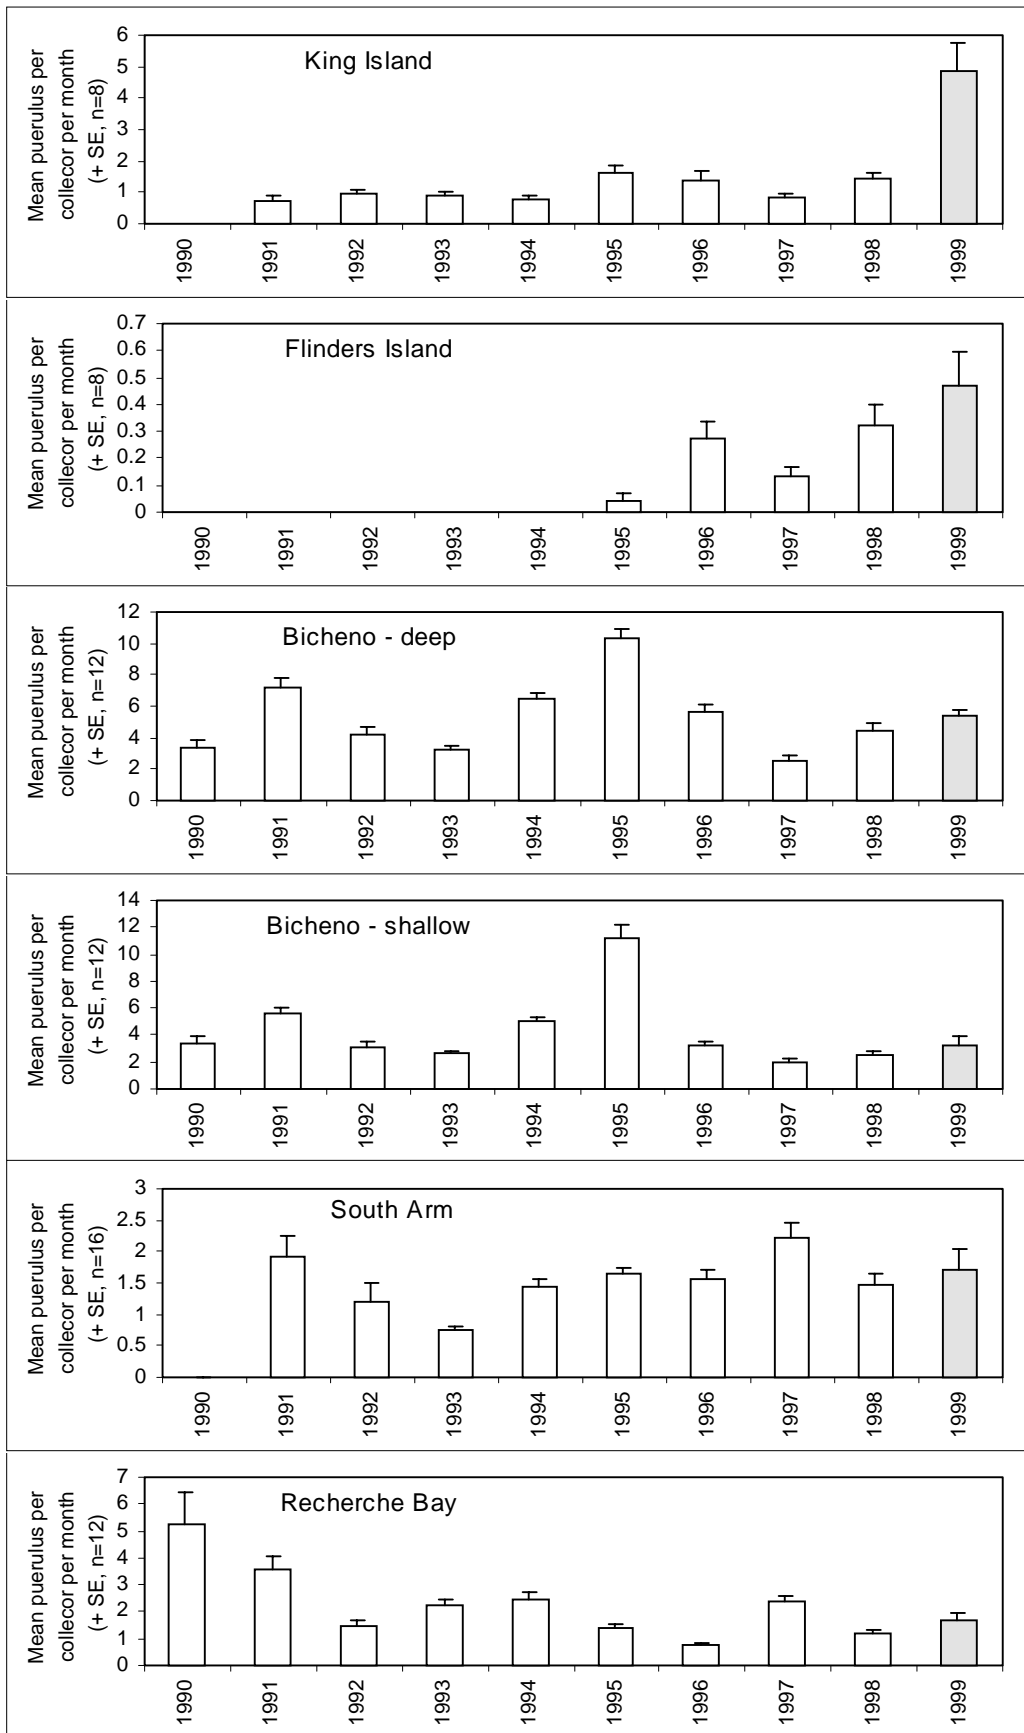 King Island
Mean puerulus per
collecor per month
(+ SE, n=8)
6
5
4
3
2
1
0
1990 1991 1992 1993 1994 1995 1996 1997 1998 1999
Flinders Island
Mean puerulus per
collecor per month
(+ SE, n=8)
0.7
0.6
0.5
0.4
0.3
0.2
0.1
0
1990 1991 1992 1993 1994 1995 1996 1997 1998 1999
Bicheno - deep
Mean puerulus per
collecor per month
(+ SE, n=12)
12
10
8
6
4
2
0
1990 1991 1992 1993 1994 1995 1996 1997 1998 1999
Bicheno - shallow
Mean puerulus per
collecor per month
(+ SE, n=12)
14
12
10
8
6
4
2
0
1990 1991 1992 1993 1994 1995 1996 1997 1998 1999
South Arm
Mean puerulus per
collecor per month
(+ SE, n=16)
3
2.5
2
1.5
1
0.5
0
1990 1991 1992 1993 1994 1995 1996 1997 1998 1999
Recherche Bay
Mean puerulus per
collecor per month
(+ SE, n=12)
7
6
5
4
3
2
1
0
1990 1991 1992 1993 1994 1995 1996 1997 1998 1999